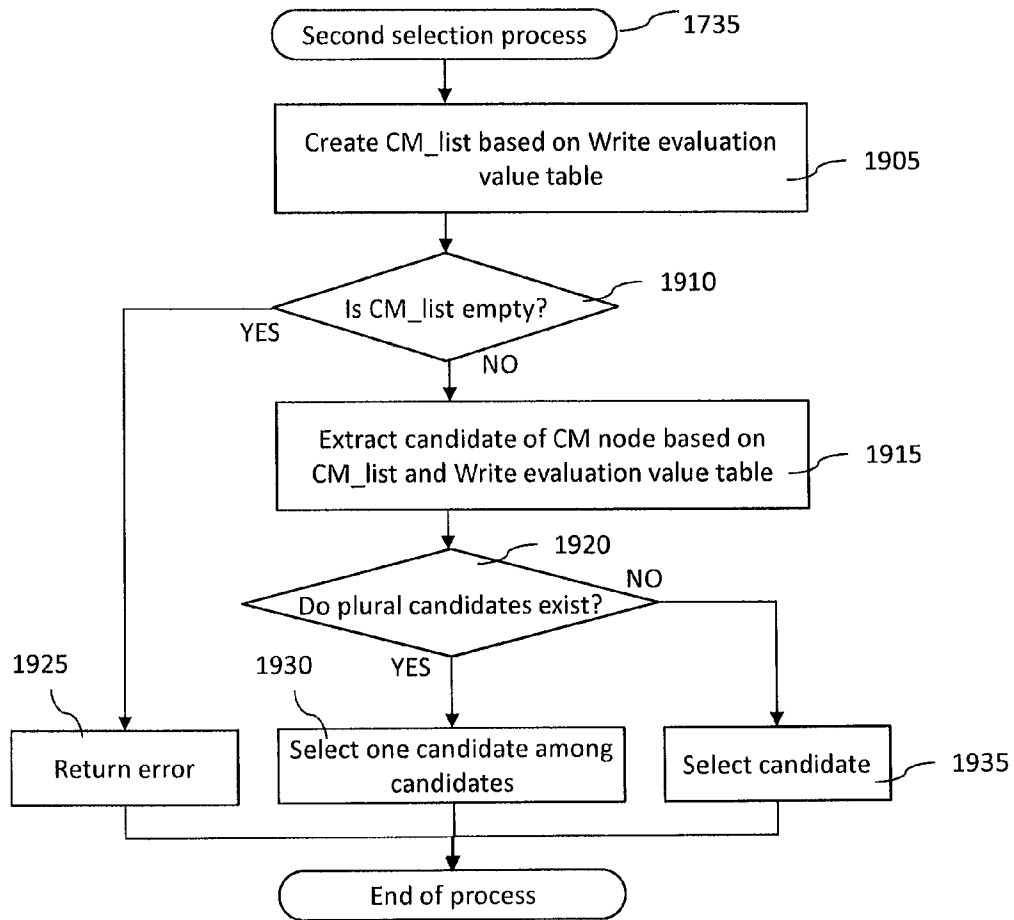 Second selection process
1735
Create CM_list based on Write evaluation
value table
1905
Is CM_list empty?
1910
YES
NO
Extract candidate of CM node based on
CM_list and Write evaluation value table
1915
1920
Do plural candidates exist?
NO
YES
1925
Return error
1930
Select one candidate among
candidates
Select candidate
1935
End of process